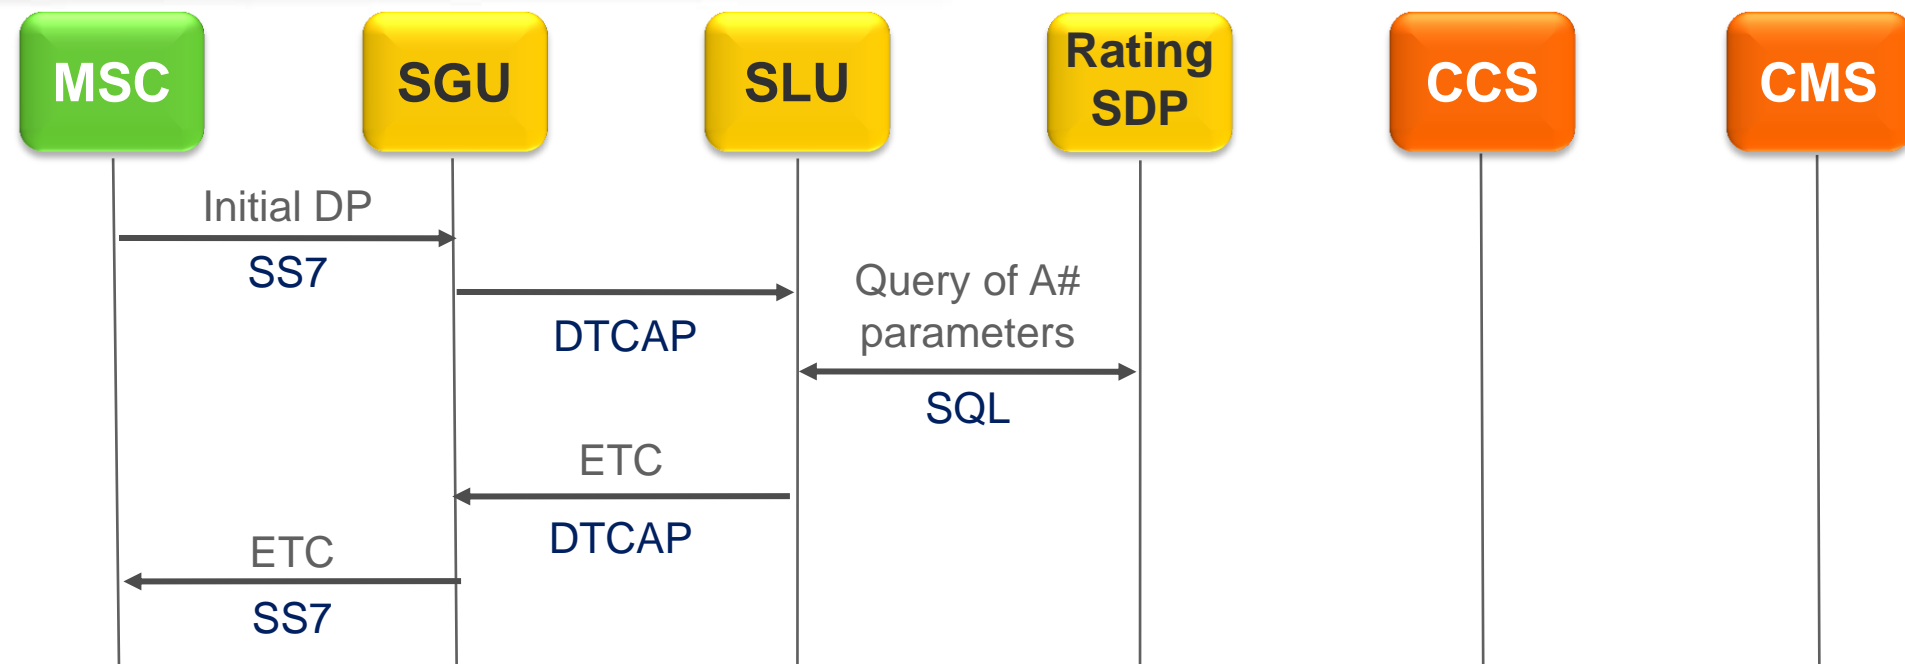 MSC
SGU
SLU
Rating
SDP
CCS
CMS
Initial DP
SS7
DTCAP
Query of A#
parameters
SQL
ETC
DTCAP
ETC
SS7